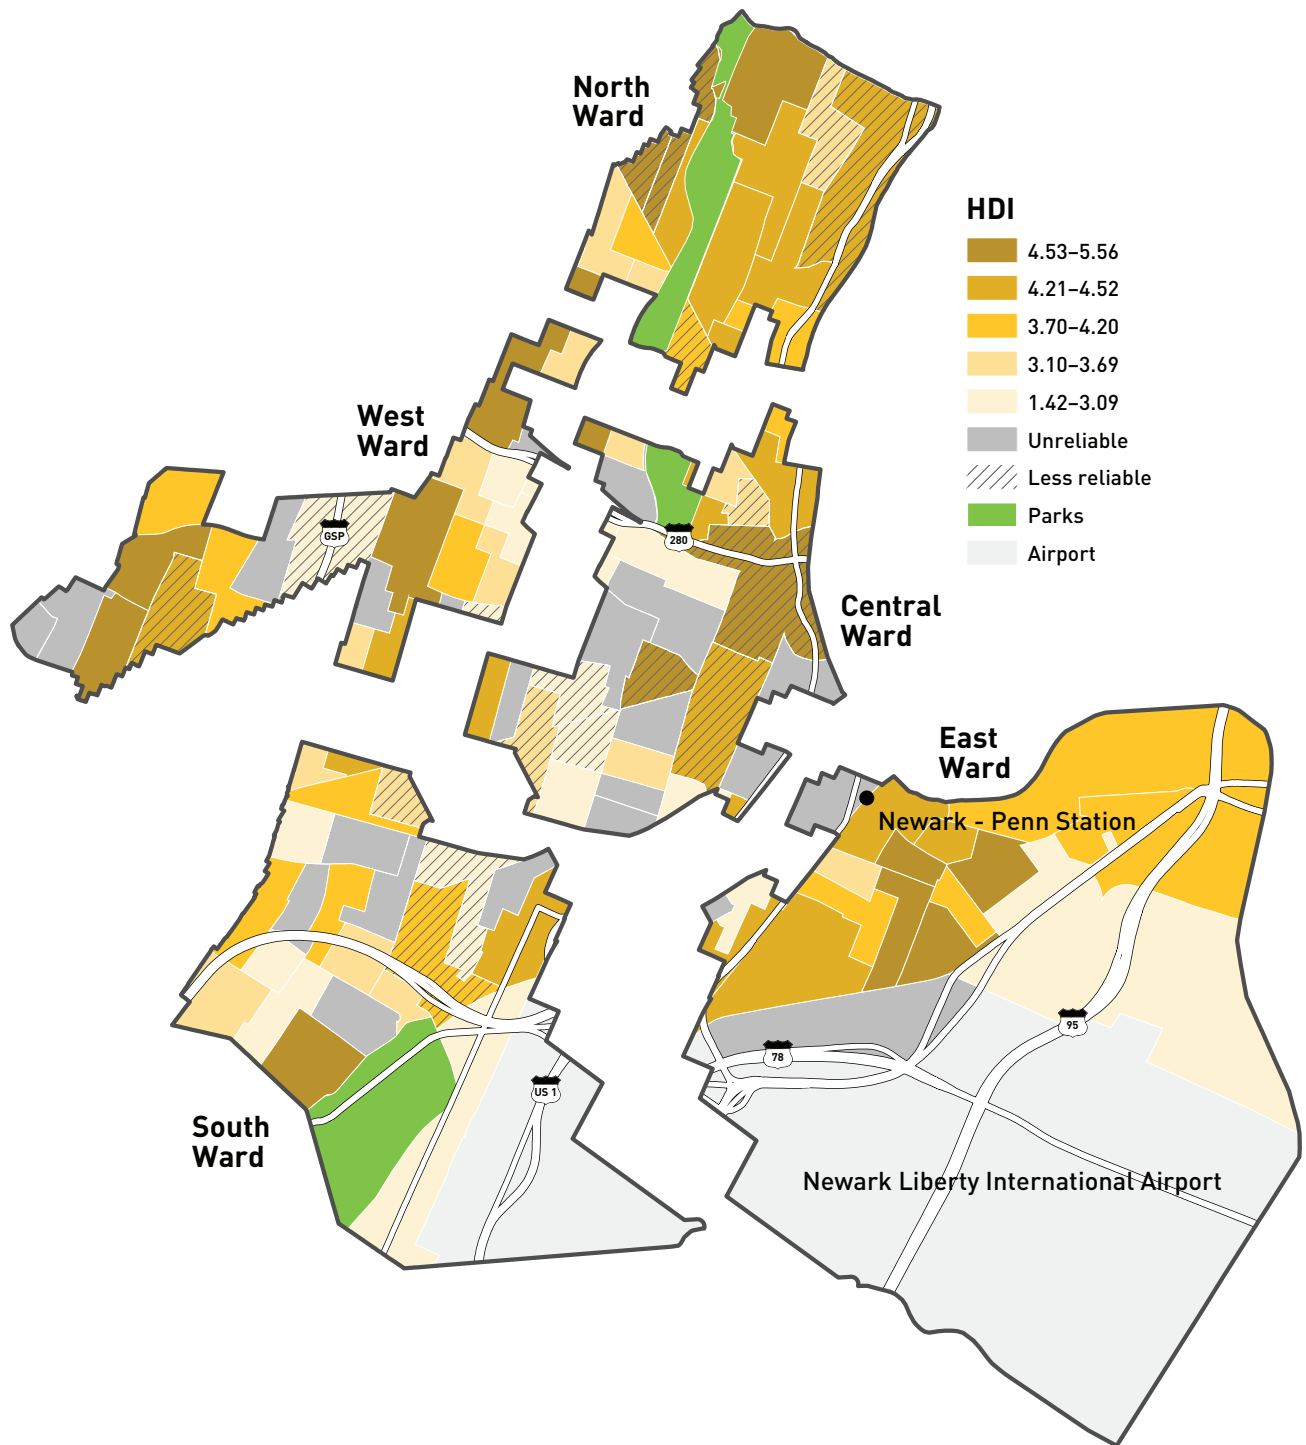 North
Ward
HDI
4.53–5.56
4.21–4.52
3.70–4.20
3.10–3.69
1.42–3.09
Unreliable
Less reliable
Parks
Airport
West
Ward
GSP
280
Central
Ward
East
Ward
Newark - Penn Station
95
78
US 1
South
Ward
Newark Liberty International Airport